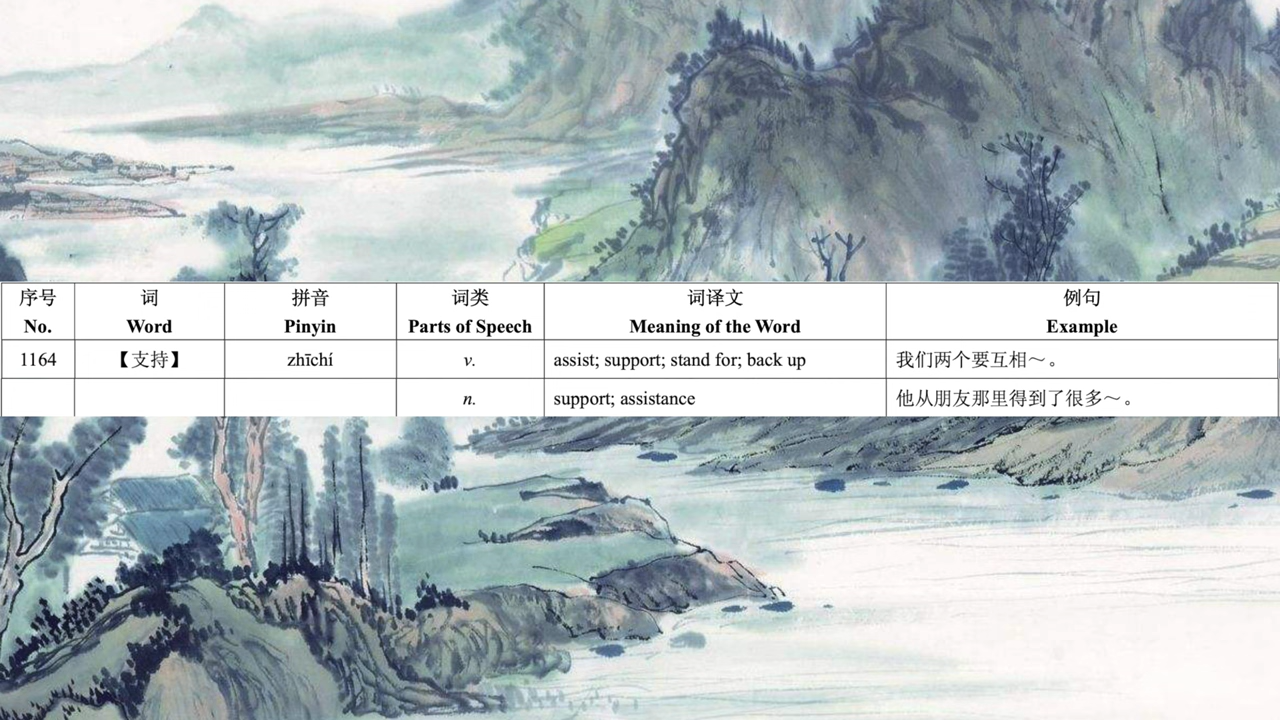 序号 词 拼音 词类 词译文 例句
No. Word Pinyin Parts of Speech Meaning of the Word Example
1164 【支持】 zhīchí v. assist; support; stand for; back up 我们两个要互相～。
n. support; assistance 他从朋友那里得到了很多～。